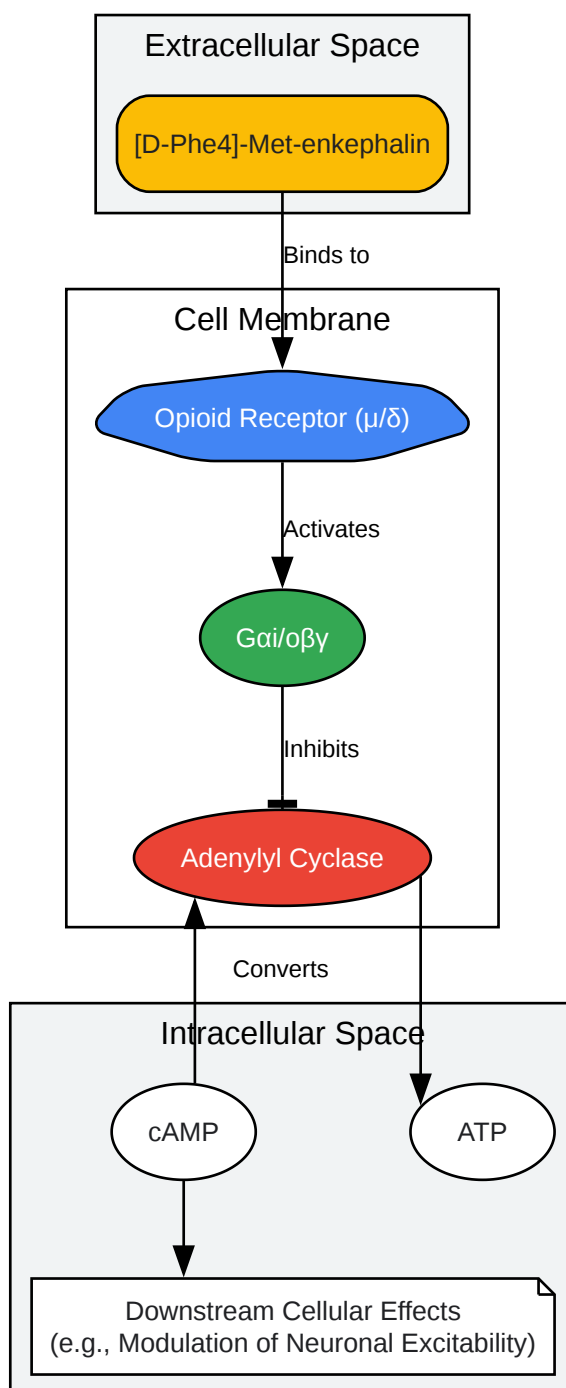 Extracellular Space
[D-Phe4]-Met-enkephalin
Binds to
Cell Membrane
Opioid Receptor (μ/δ)
Activates
Gαi/oβγ
Inhibits
Adenylyl Cyclase
Converts
Intracellular Space
cAMP
ATP
Downstream Cellular Effects
(e.g., Modulation of Neuronal Excitability)